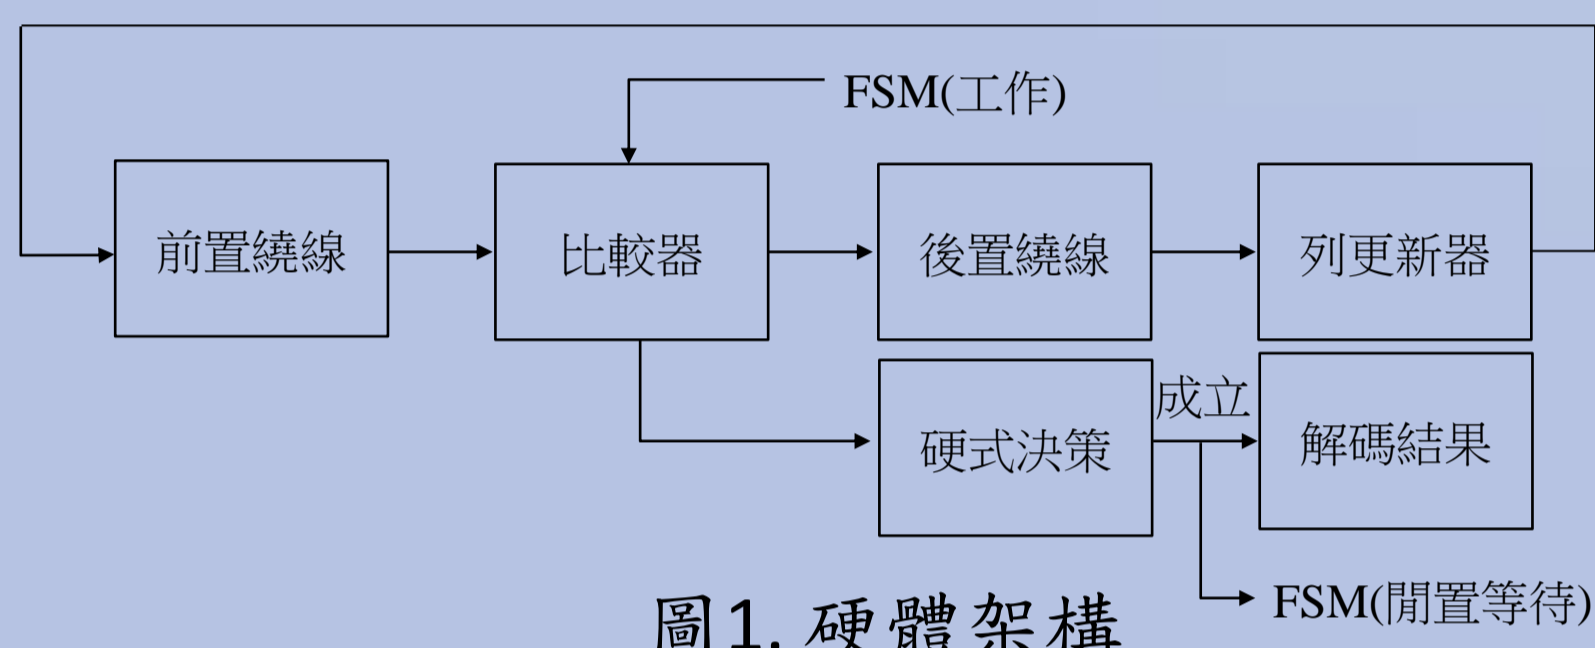 FSM(工作)
前置繞線
比較器
後置繞線
列更新器
成立
硬式決策
解碼結果
FSM(閒置等待)
圖1. 硬體架構